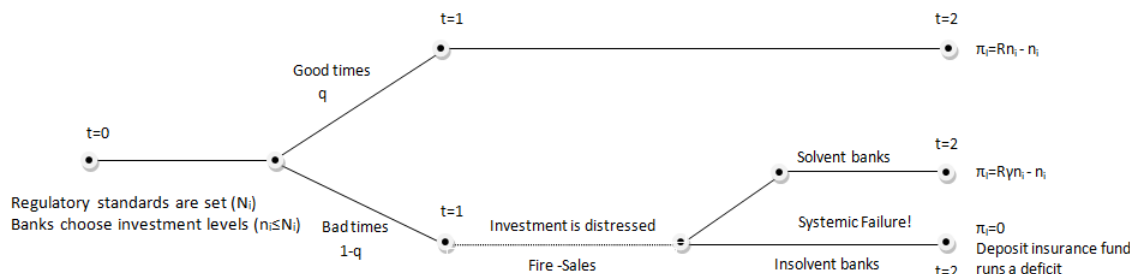 t=1
t=2
πᵢ=Rnᵢ - nᵢ
Good times
q
t=0
Regulatory standards are set (Nᵢ)
Banks choose investment levels (nᵢ≤Nᵢ)
Bad times
1-q
t=1
Investment is distressed
Fire -Sales
Solvent banks
t=2
πᵢ=Rγnᵢ - nᵢ
Systemic Failure!
Insolvent banks
t=2
πᵢ=0
Deposit insurance fund
runs a deficit